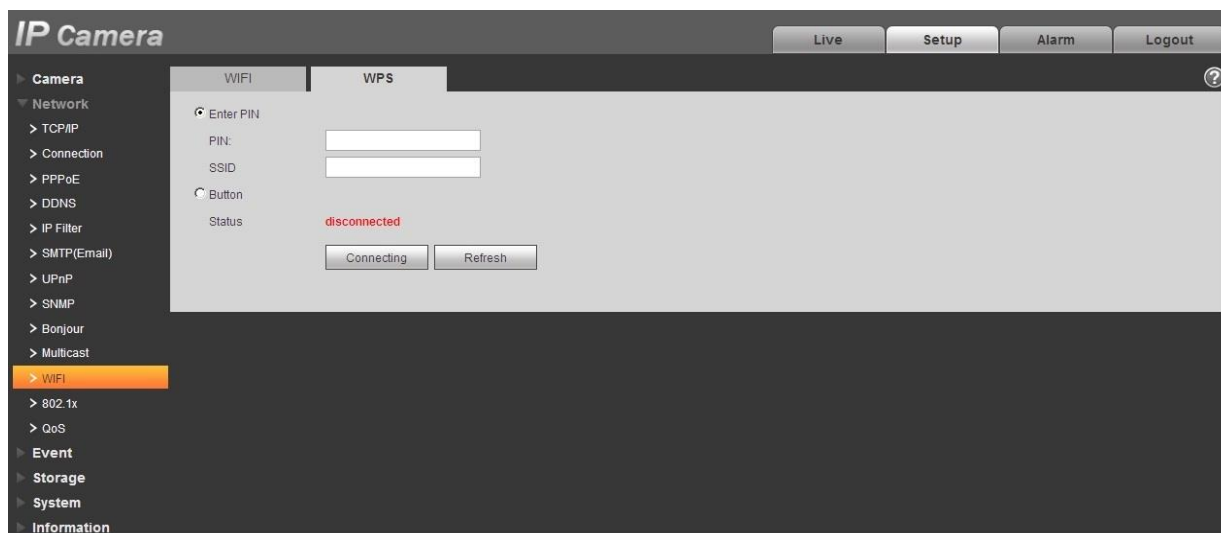 IP Camera
Live
Setup
Alarm
Logout
Camera
Network
> TCP/IP
> Connection
> PPPoE
> DDNS
> IP Filter
> SMTP(Email)
> UPnP
> SNMP
> Bonjour
> Multicast
> WIFI
> 802.1x
> QoS
Event
Storage
System
Information
WIFI
WPS
?
Enter PIN
PIN:
SSID
Button
Status disconnected
Connecting
Refresh